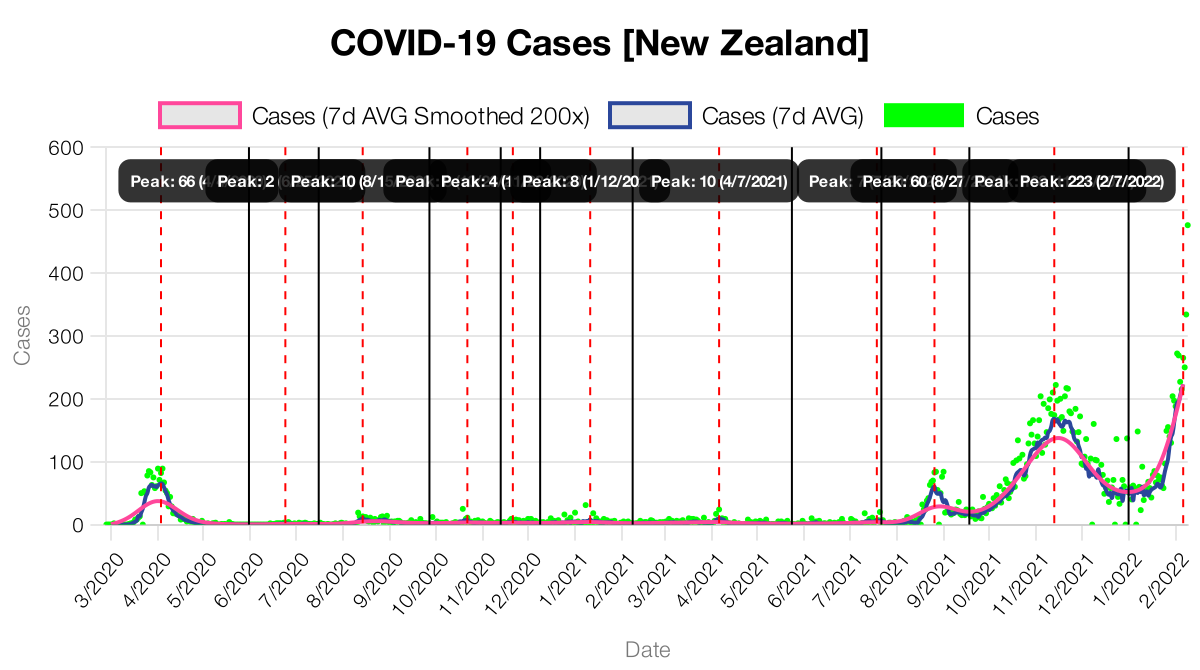 COVID-19 Cases [New Zealand]
Cases (7d AVG Smoothed 200x)
Cases (7d AVG)
Cases
600
Peak: 66 (4/
Peak: 2
Peak: 10 (8/1
Peak:
Peak: 4 (1
Peak: 8 (1/12/20
Peak: 10 (4/7/2021)
Peak:
Peak: 60 (8/27/
Peak:
Peak: 223 (2/7/2022)
500
400
300
200
100
0
Cases
3/2020
4/2020
5/2020
6/2020
7/2020
8/2020
9/2020
10/2020
11/2020
12/2020
1/2021
2/2021
3/2021
4/2021
5/2021
6/2021
7/2021
8/2021
9/2021
10/2021
11/2021
12/2021
1/2022
2/2022
Date